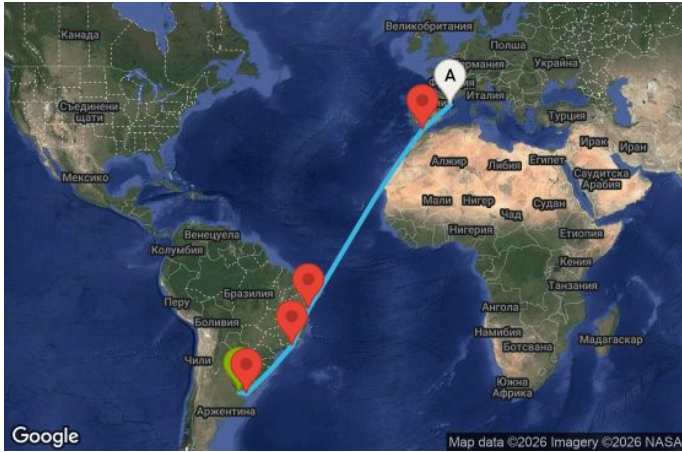 Канада
Великобритания
Полша
Украйна
Италия
Турция
Съединени
щати
Мексико
Алжир
Либия
Египет
Ирак
Иран
Саудитска
Арабия
Мали
Нигер
Чад
Судан
Нигерия
Етиопия
Кения
Танзания
Венецуела
Колумбия
Перу
Бразилия
Боливия
Чили
Аржентина
Ангола
Намибия
Ботсвана
Мадагаскар
Южна
Африка
A
Google
Map data ©2026 Imagery ©2026 NASA